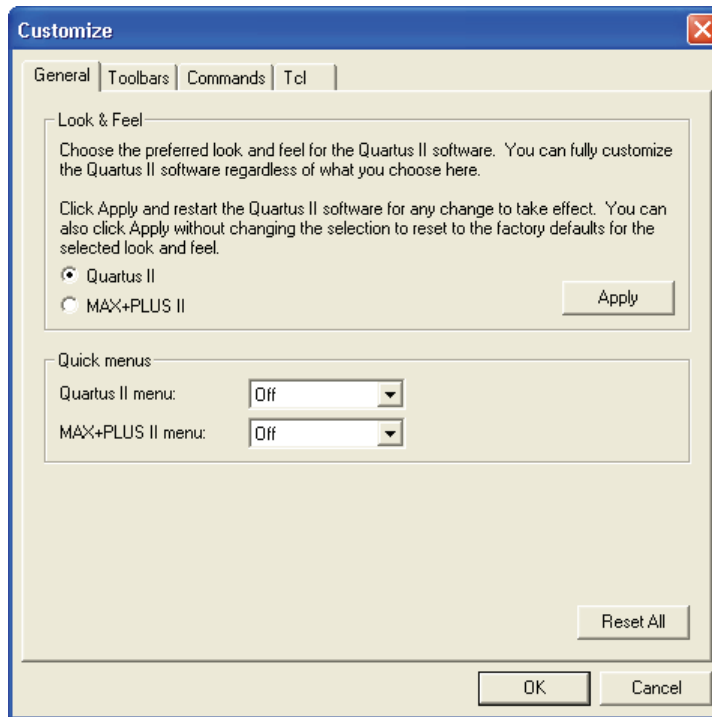 Customize
General Toolbars Commands Tcl
Look & Feel
Choose the preferred look and feel for the Quartus II software. You can fully customize
the Quartus II software regardless of what you choose here.
Click Apply and restart the Quartus II software for any change to take effect. You can
also click Apply without changing the selection to reset to the factory defaults for the
selected look and feel.
Quartus II
MAX+PLUS II
Apply
Quick menus
Quartus II menu: Off
MAX+PLUS II menu: Off
Reset All
OK Cancel